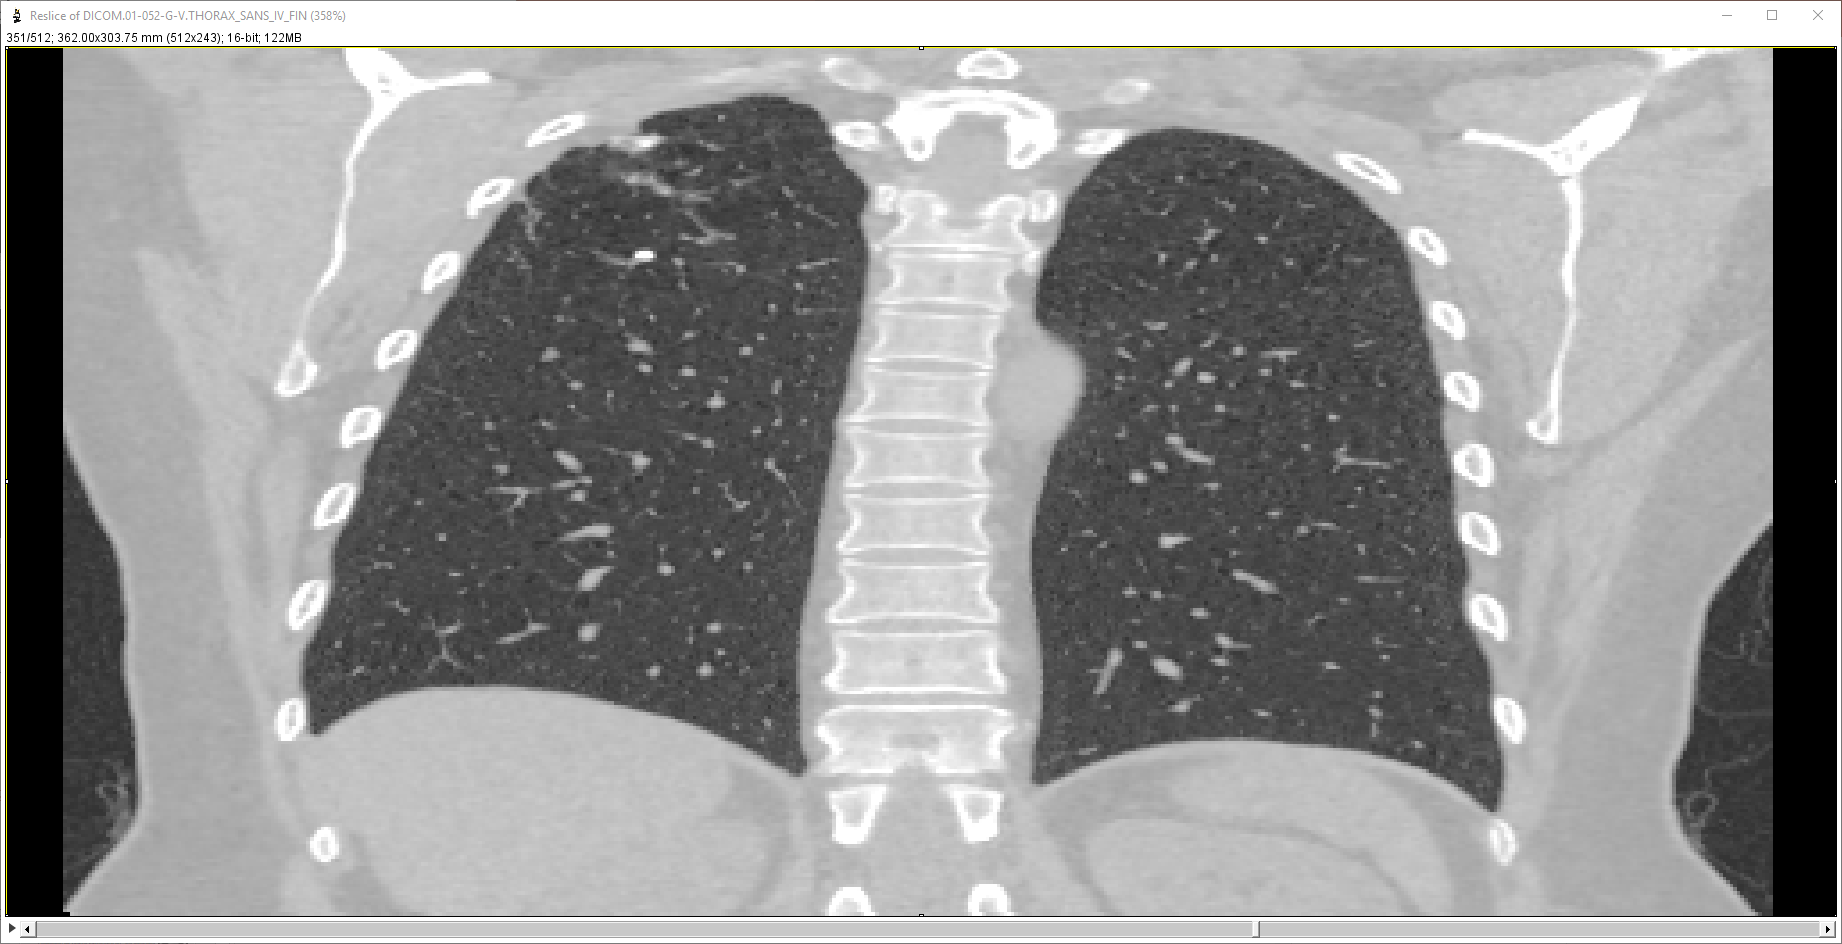 Reslice of DICOM.01-052-G-V.THORAX_SANS_IV_FIN (358%)
351/512; 362.00x303.75 mm (512x243); 16-bit; 122MB